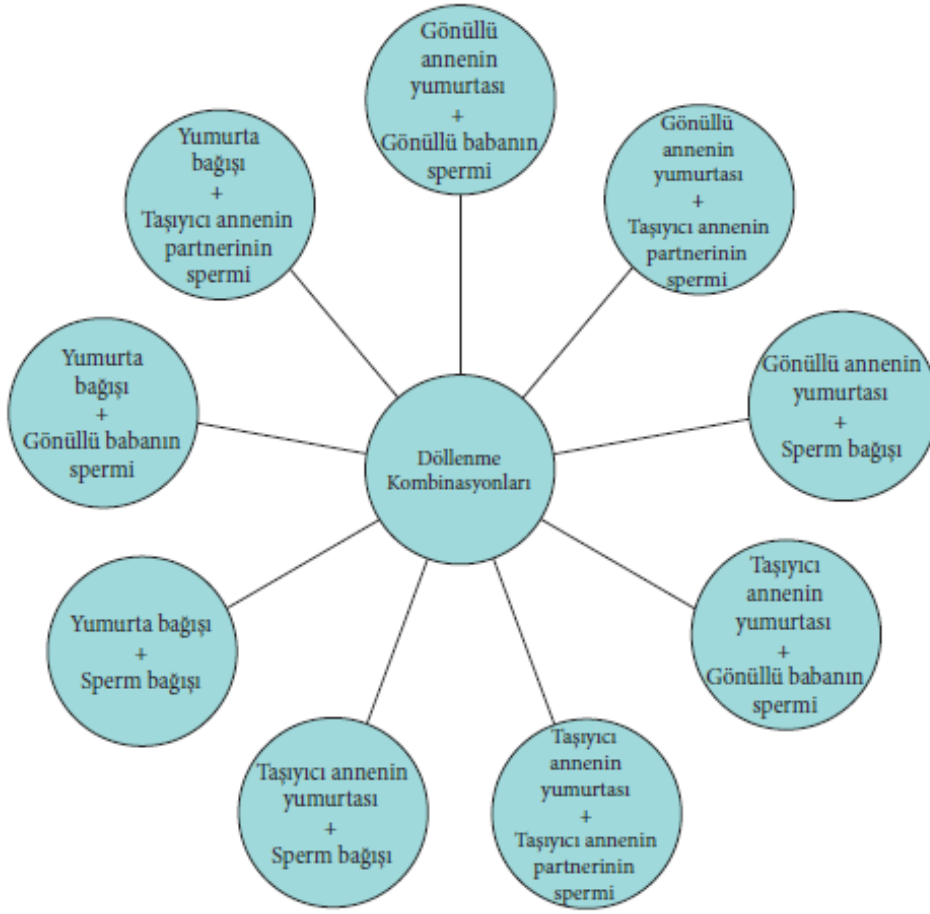 Gönüllü
annenin
yumurtası
+
Gönüllü babanın
spermi
Gönüllü
annenin
yumurtası
+
Taşıyıcı annenin
partnerinin
spermi
Gönüllü annenin
yumurtası
+
Sperm bağışı
Taşıyıcı
annenin
yumurtası
+
Gönüllü babanın
spermi
Taşıyıcı
annenin
yumurtası
+
Taşıyıcı annenin
partnerinin
spermi
Taşıyıcı annenin
yumurtası
+
Sperm bağışı
Yumurta bağışı
+
Sperm bağışı
Yumurta
bağışı
+
Gönüllü babanın
spermi
Yumurta
bağışı
+
Taşıyıcı annenin
partnerinin
spermi
Döllenme
Kombinasyonları